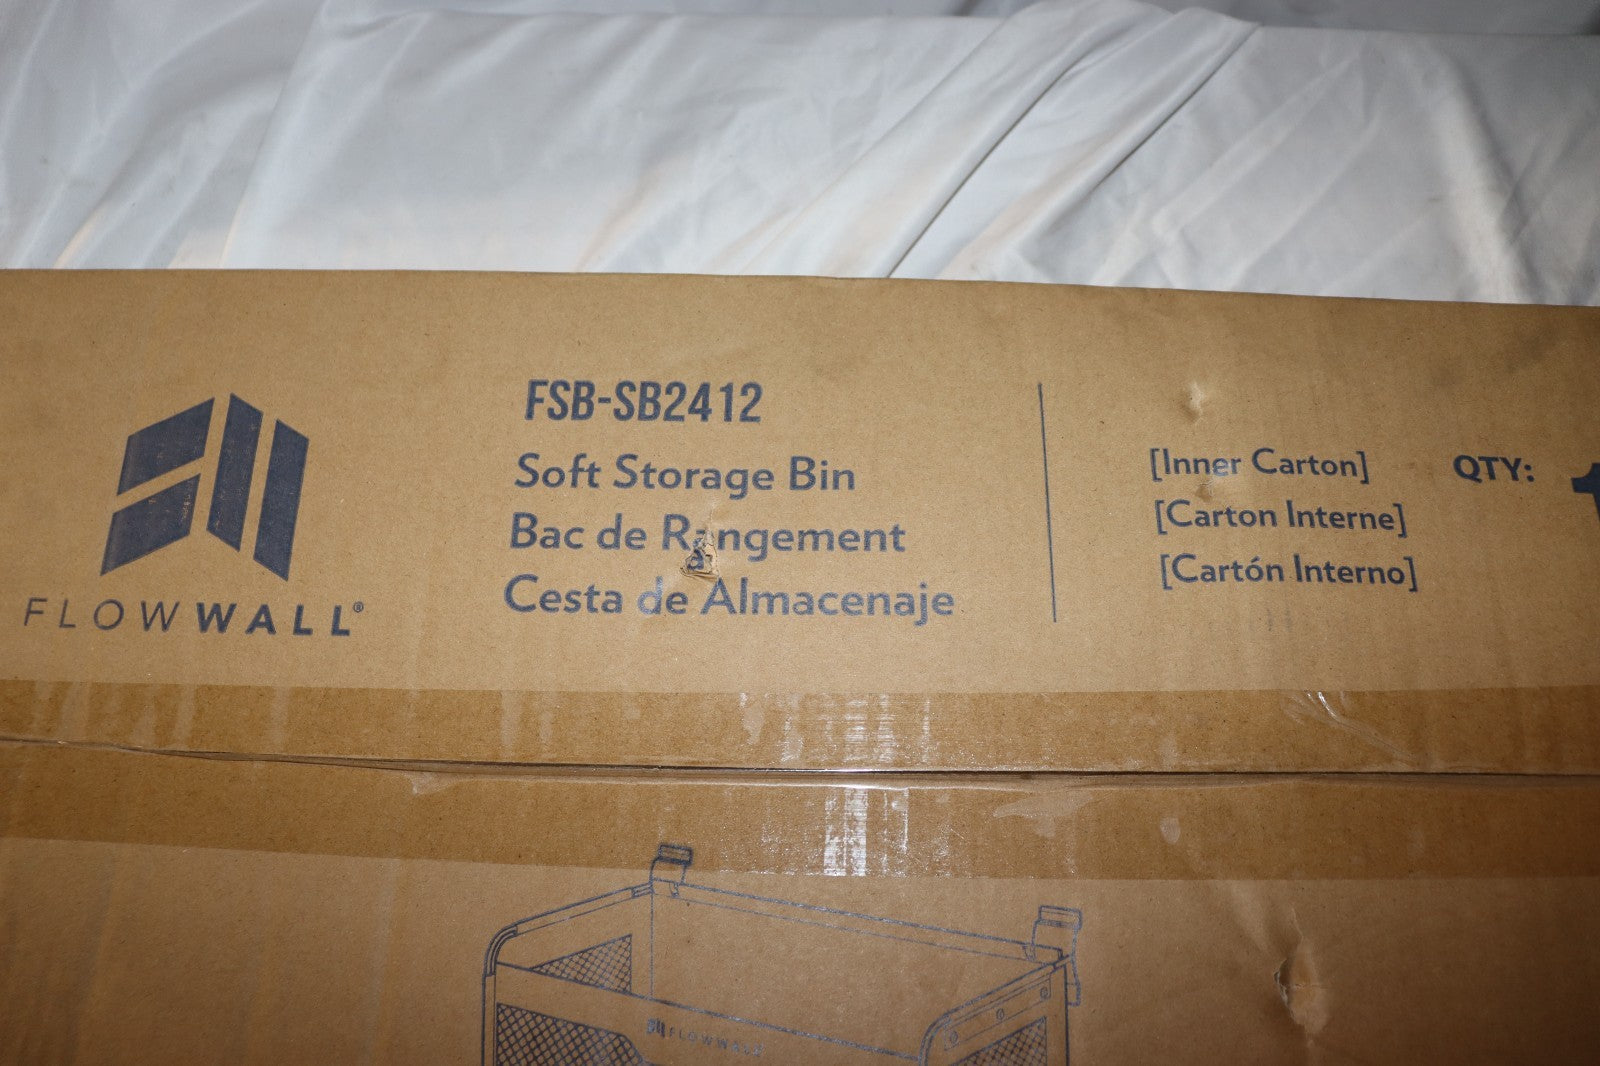 FLOWWALL®
FSB-SB2412
Soft Storage Bin
Bac de Rangement
Cesta de Almacenaje
[Inner Carton]
[Carton Interne]
[Cartón Interno]
QTY:
FLOWWALL